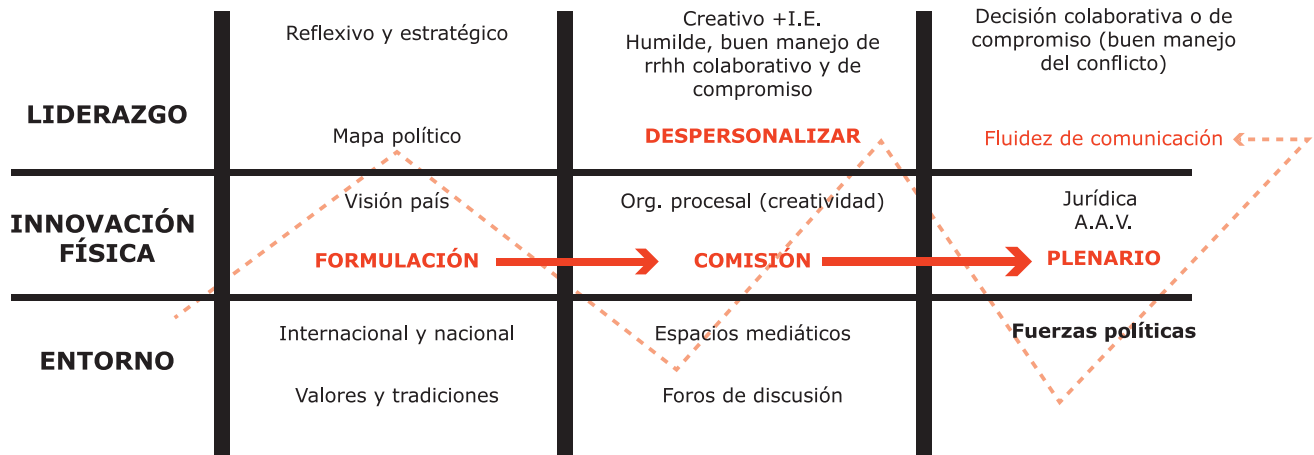 LIDERAZGO
Reflexivo y estratégico
Mapa político
Creativo +I.E.
Humilde, buen manejo de
rrhh colaborativo y de
compromiso
DESPERSONALIZAR
Decisión colaborativa o de
compromiso (buen manejo
del conflicto)
Fluidez de comunicación
INNOVACIÓN
FÍSICA
Visión país
FORMULACIÓN
Org. procesal (creatividad)
COMISIÓN
Jurídica
A.A.V.
PLENARIO
ENTORNO
Internacional y nacional
Valores y tradiciones
Espacios mediáticos
Foros de discusión
Fuerzas políticas